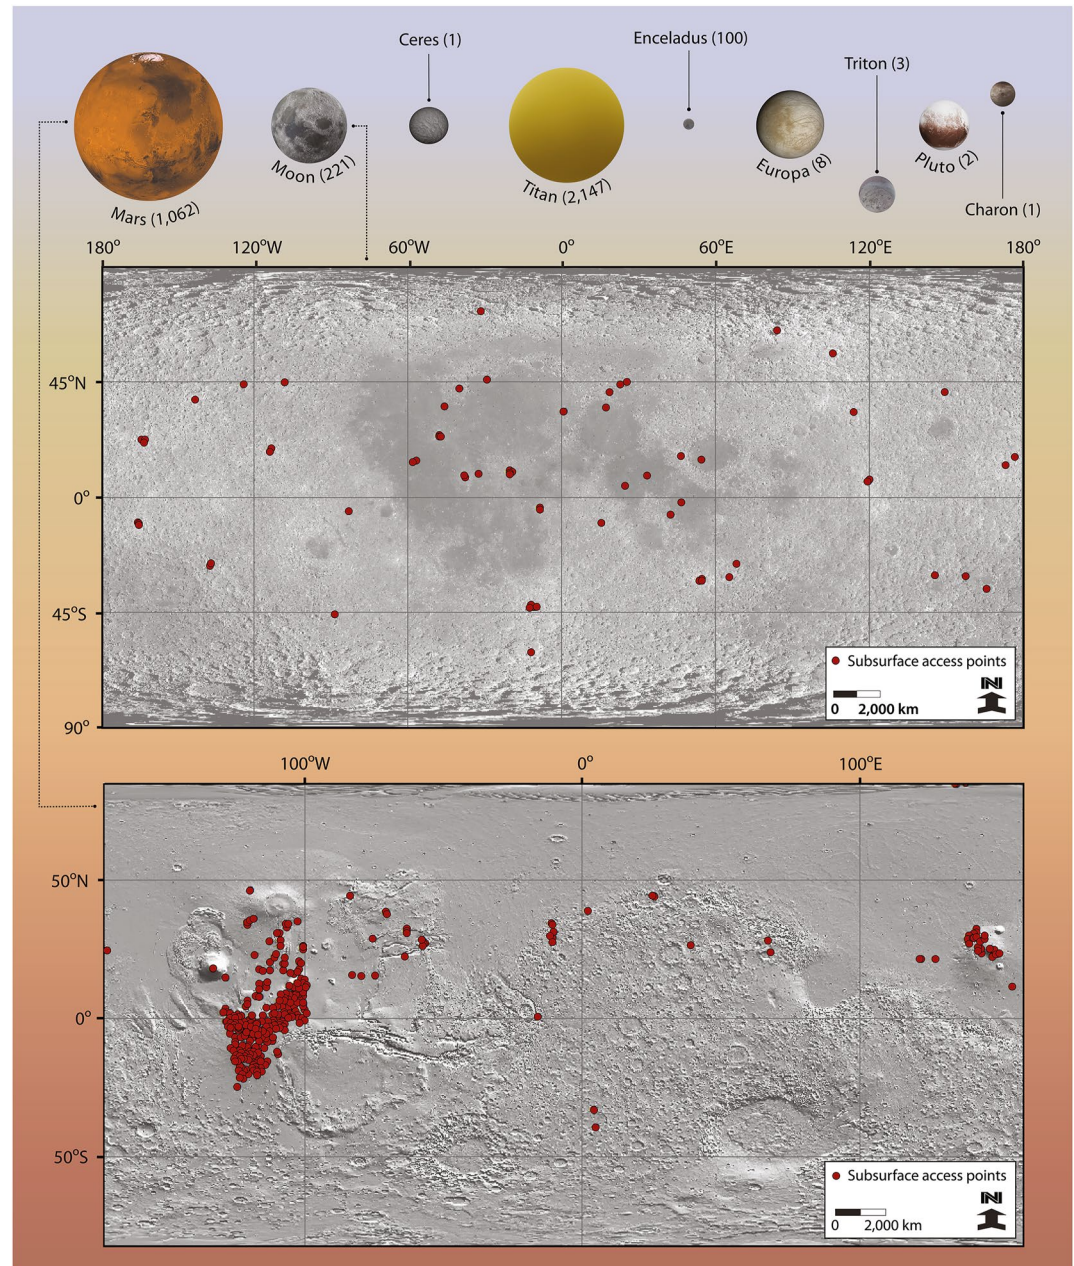 Ceres (1)
Enceladus (100)
Triton (3)
Mars (1,062)
Moon (221)
Titan (2,147)
Europa (8)
Pluto (2)
Charon (1)
180° 120°W 60°W 0° 60°E 120°E 180°
45°N
0°
45°S
90°
Subsurface access points
N
0 2,000 km
100°W 0° 100°E
50°N
0°
50°S
Subsurface access points
N
0 2,000 km